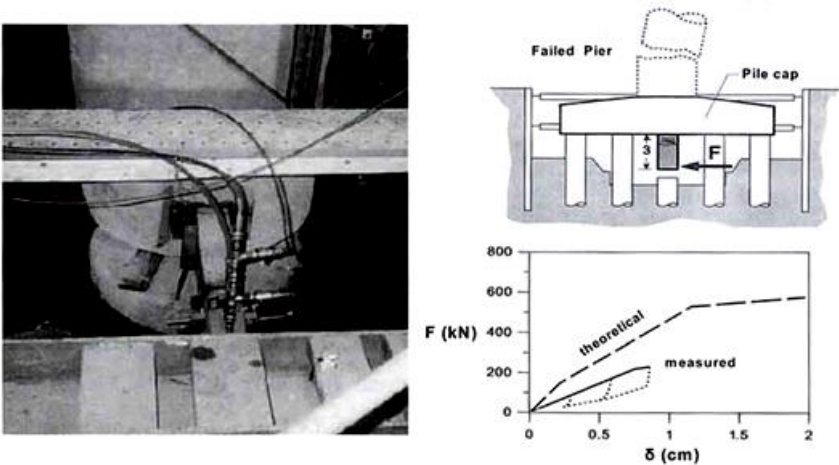 Failed Pier
Pile cap
3
F
800
600
F (kN) 400
200
0
theoretical
measured
0 0.5 1 1.5 2
δ (cm)